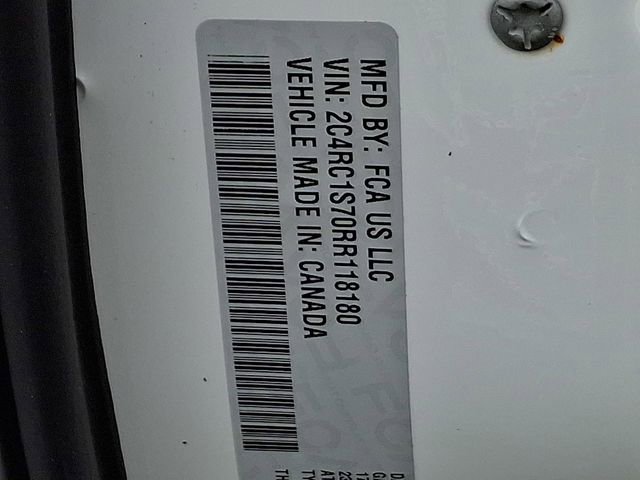 MFD BY: FCA US LLC
VIN: 2C4RC1S70RR118180
VEHICLE MADE IN: CANADA